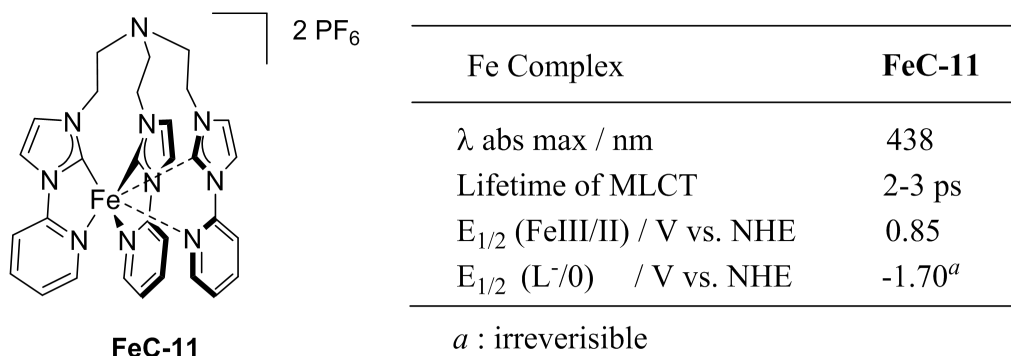 N
2 PF6
N
N
N
N
N
N
Fe
N
N
N
FeC-11
Fe Complex FeC-11
λ abs max / nm 438
Lifetime of MLCT 2-3 ps
E1/2 (FeIII/II) / V vs. NHE 0.85
E1/2 (L-/0) / V vs. NHE -1.70a
a : irreverisible